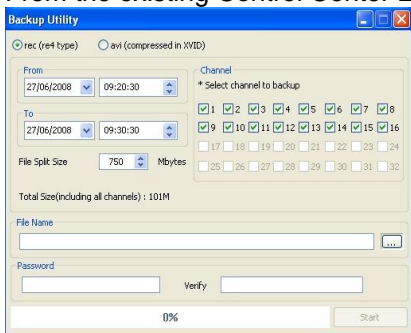 From the existing Control Center
Backup Utility
rec (re4 type) avi (compressed in XVID)
From
27/06/2008 09:20:30
To
27/06/2008 09:30:30
File Split Size 750 Mbytes
Total Size(including all channels) : 101M
Channel
* Select channel to backup
1 2 3 4 5 6 7 8
9 10 11 12 13 14 15 16
17 18 19 20 21 22 23 24
25 26 27 28 29 30 31 32
File Name
...
Password
Verify
0% Start